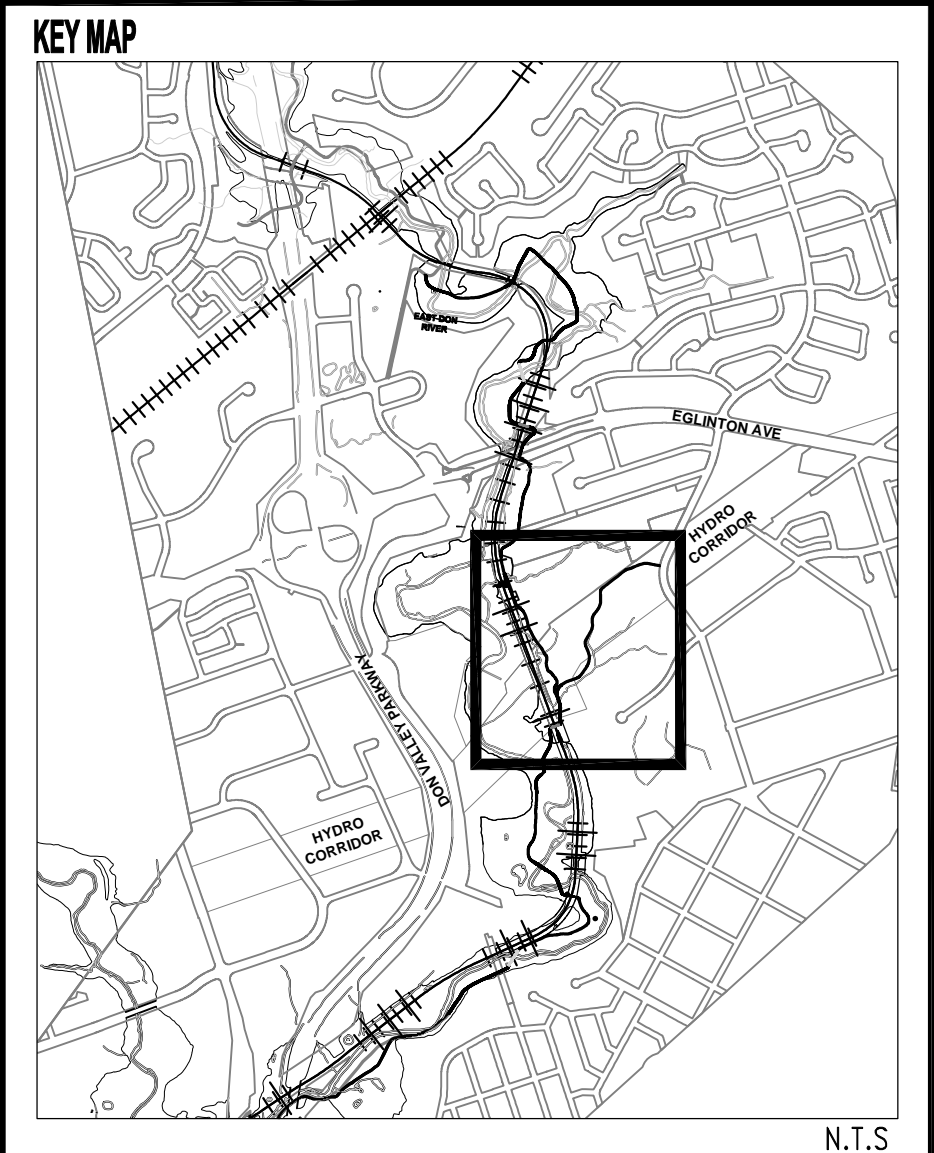 KEY MAP
EAST DON
RIVER
EGLINTON AVE
HYDRO
CORRIDOR
DON VALLEY PARKWAY
HYDRO
CORRIDOR
N.T.S